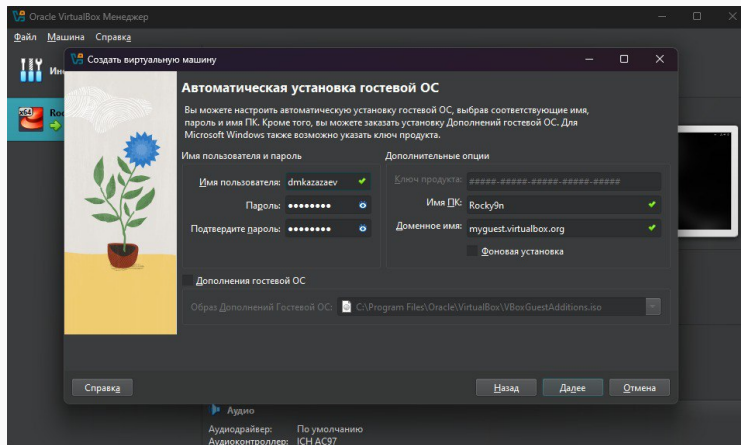 Oracle VirtualBox Менеджер
Файл Машина Справка
Создать виртуальную машину
Автоматическая установка гостевой ОС
Вы можете настроить автоматическую установку гостевой ОС, выбрав соответствующие имя,
пароль и имя ПК. Кроме того, вы можете заказать установку Дополнений гостевой ОС. Для
Microsoft Windows также возможно указать ключ продукта.
Имя пользователя и пароль
Имя пользователя: dmkazazaev
Пароль: ••••••••
Подтвердите пароль: ••••••••
Дополнительные опции
Ключ продукта: #####-#####-#####-#####-#####
Имя ПК: Rocky9n
Доменное имя: myguest.virtualbox.org
Фоновая установка
Дополнения гостевой ОС
Образ Дополнений Гостевой ОС: C:\Program Files\Oracle\VirtualBox\VBoxGuestAdditions.iso
Справка Назад Далее Отмена
Аудио
Аудиодрайвер: По умолчанию
Аудиоконтроллер: ICH AC97